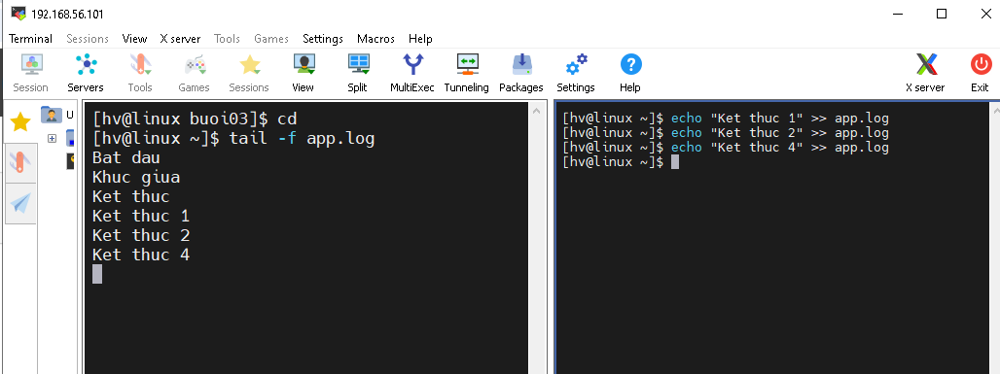 192.168.56.101
Terminal Sessions View X server Tools Games Settings Macros Help
Session Servers Tools Games Sessions View Split MultiExec Tunneling Packages Settings Help X server Exit
U
[hv@linux buoi03]$ cd
[hv@linux ~]$ tail -f app.log
Bat dau
Khuc giua
Ket thuc
Ket thuc 1
Ket thuc 2
Ket thuc 4
[hv@linux ~]$ echo "Ket thuc 1" >> app.log
[hv@linux ~]$ echo "Ket thuc 2" >> app.log
[hv@linux ~]$ echo "Ket thuc 4" >> app.log
[hv@linux ~]$